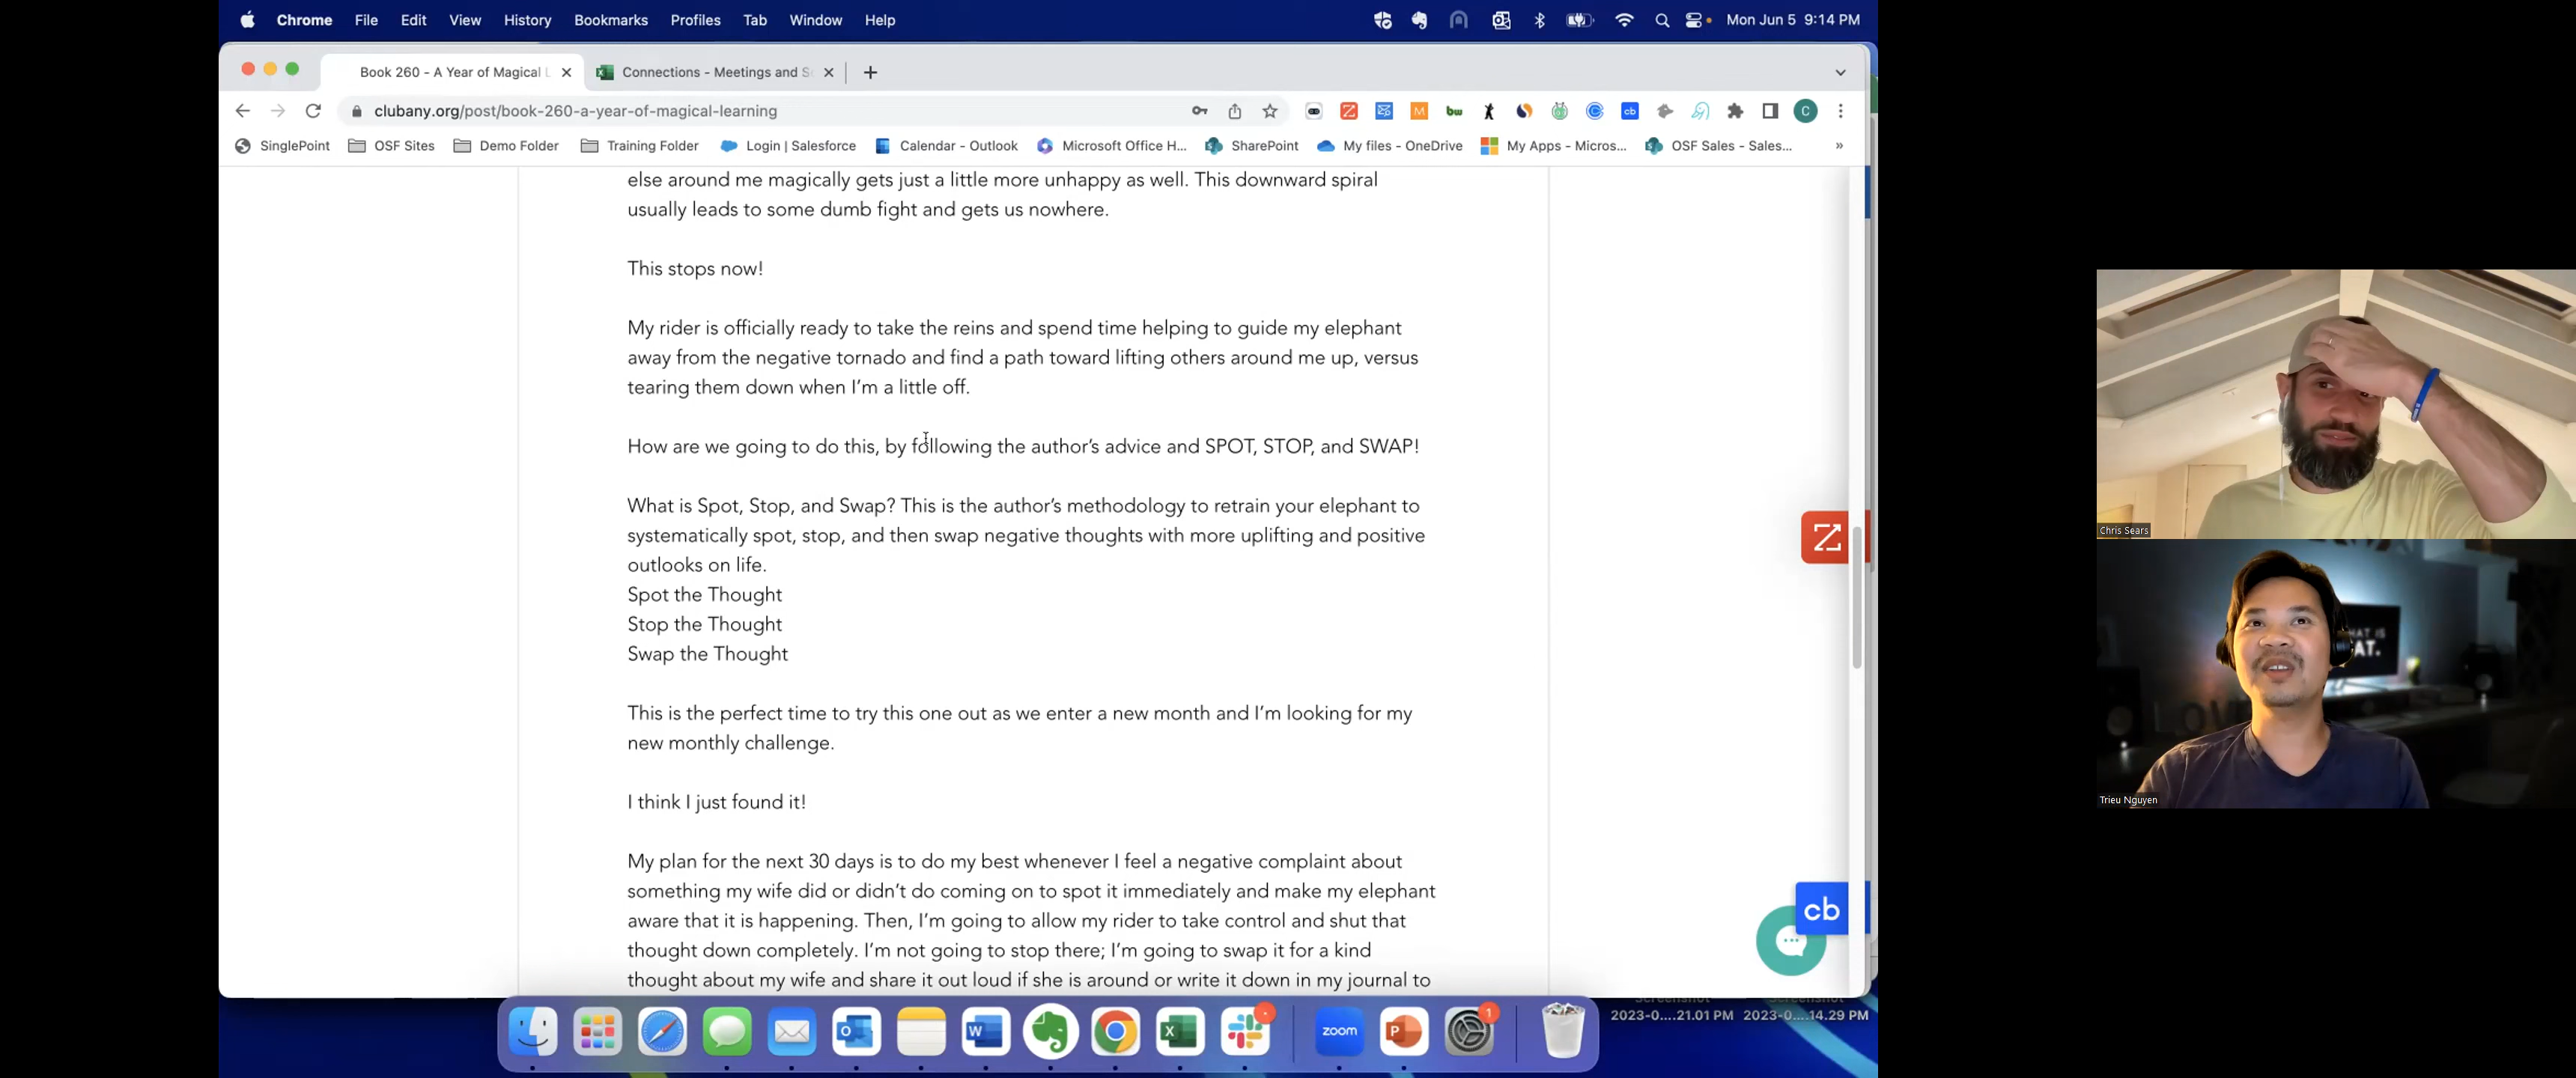 Chrome File Edit View History Bookmarks Profiles Tab Window Help Mon Jun 5 9:14 PM
Book 260 - A Year of Magical L Connections - Meetings and S
clubany.org/post/book-260-a-year-of-magical-learning
SinglePoint OSF Sites Demo Folder Training Folder Login | Salesforce Calendar - Outlook Microsoft Office H... SharePoint My files - OneDrive My Apps - Micros... OSF Sales - Sales... »
else around me magically gets just a little more unhappy as well. This downward spiral
usually leads to some dumb fight and gets us nowhere.
This stops now!
My rider is officially ready to take the reins and spend time helping to guide my elephant
away from the negative tornado and find a path toward lifting others around me up, versus
tearing them down when I'm a little off.
How are we going to do this, by following the author's advice and SPOT, STOP, and SWAP!
What is Spot, Stop, and Swap? This is the author's methodology to retrain your elephant to
systematically spot, stop, and then swap negative thoughts with more uplifting and positive
outlooks on life.
Spot the Thought
Stop the Thought
Swap the Thought
This is the perfect time to try this one out as we enter a new month and I'm looking for my
new monthly challenge.
I think I just found it!
My plan for the next 30 days is to do my best whenever I feel a negative complaint about
something my wife did or didn't do coming on to spot it immediately and make my elephant
aware that it is happening. Then, I'm going to allow my rider to take control and shut that
thought down completely. I'm not going to stop there; I'm going to swap it for a kind
thought about my wife and share it out loud if she is around or write it down in my journal to
cb
Screenshot Screenshot
2023-0....21.01 PM 2023-0....14.29 PM
zoom
1
Chris Sears
Trieu Nguyen